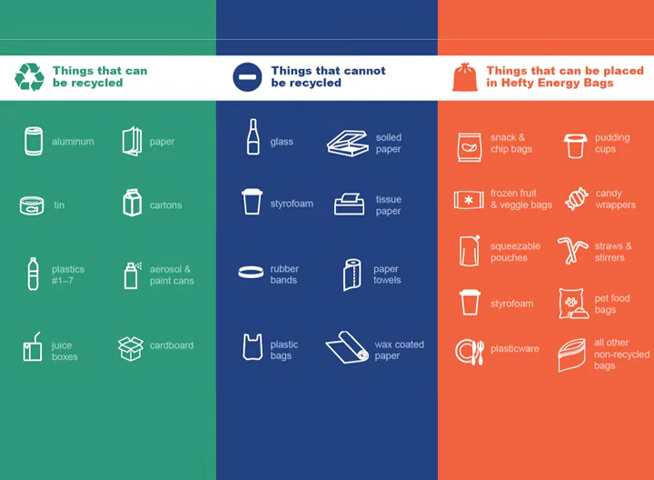 Things that can
be recycled
aluminum
paper
tin
cartons
plastics
#1–7
aerosol &
paint cans
juice
boxes
cardboard
Things that cannot
be recycled
glass
soiled
paper
styrofoam
tissue
paper
rubber
bands
paper
towels
plastic
bags
wax coated
paper
Things that can be placed
in Hefty Energy Bags
snack &
chip bags
pudding
cups
frozen fruit
& veggie bags
candy
wrappers
squeezable
pouches
straws &
stirrers
styrofoam
pet food
bags
plasticware
all other
non-recycled
bags